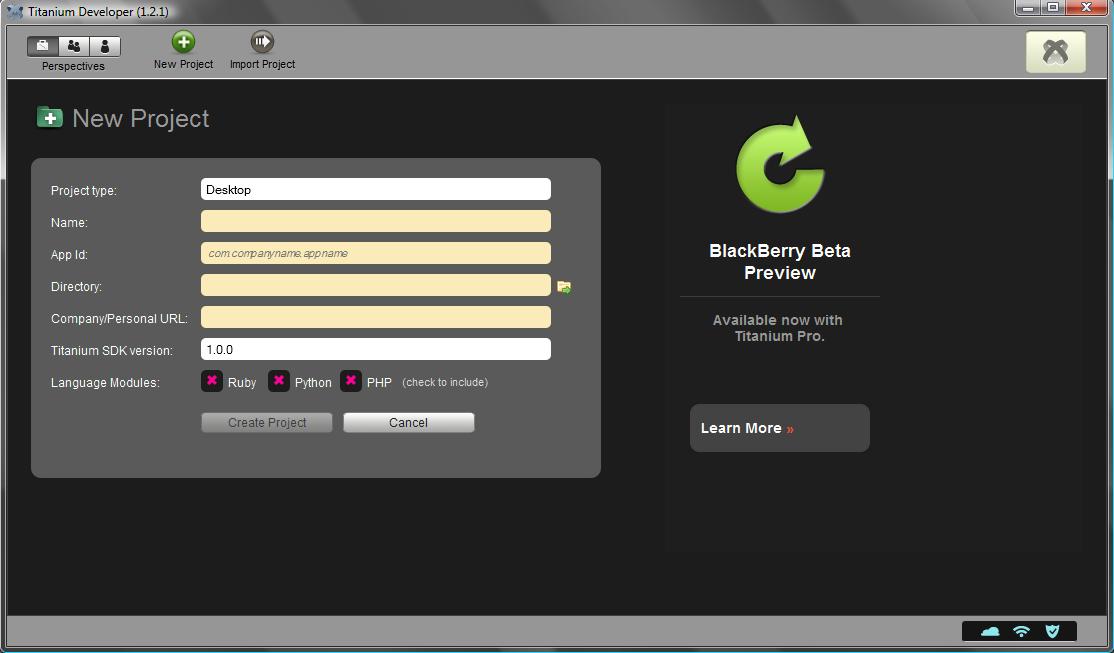 Titanium Developer (1.2.1)
Perspectives
New Project
Import Project
New Project
Project type:
Desktop
Name:
App Id:
com.companyname.appname
Directory:
Company/Personal URL:
Titanium SDK version:
1.0.0
Language Modules:
Ruby
Python
PHP
(check to include)
Create Project
Cancel
BlackBerry Beta
Preview
Available now with
Titanium Pro.
Learn More »